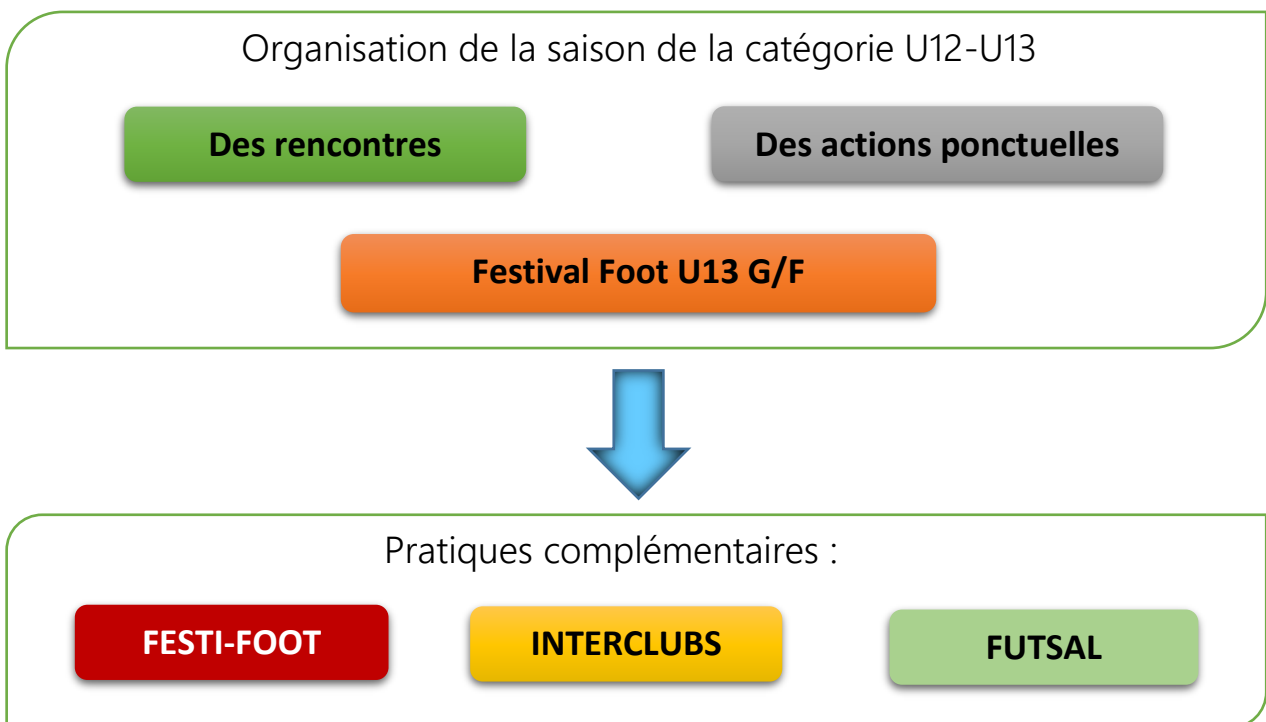 Organisation de la saison de la catégorie U12-U13
Des rencontres
Des actions ponctuelles
Festival Foot U13 G/F
Pratiques complémentaires :
FESTI-FOOT
INTERCLUBS
FUTSAL